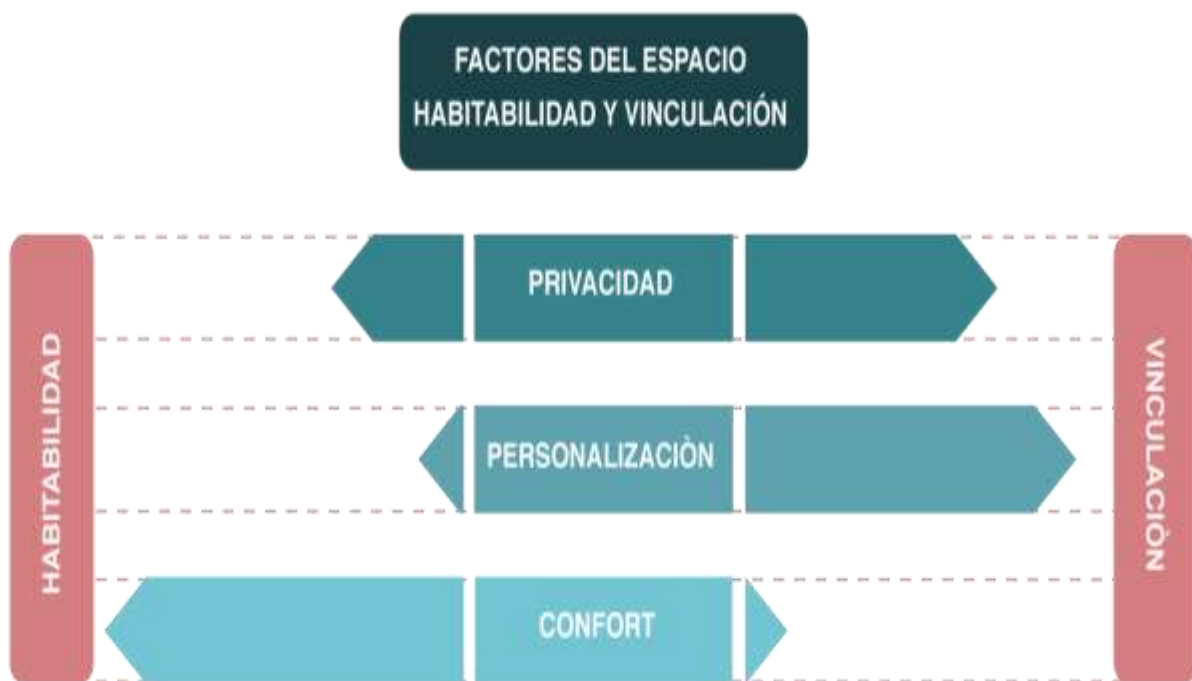 FACTORES DEL ESPACIO
HABITABILIDAD Y VINCULACIÓN
HABITABILIDAD
PRIVACIDAD
PERSONALIZACIÒN
CONFORT
VINCULACIÒN